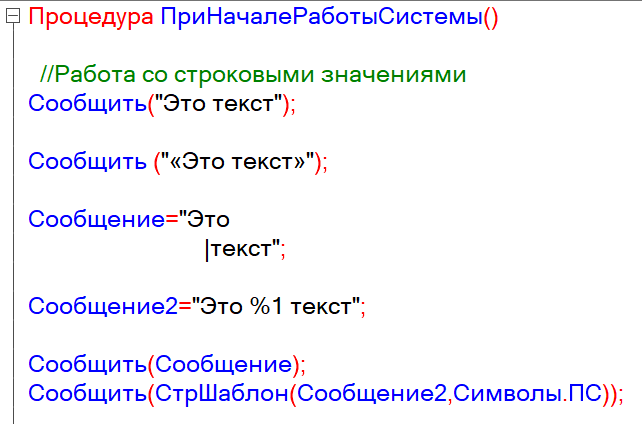 Процедура ПриНачалеРаботыСистемы()
//Работа со строковыми значениями
Сообщить("Это текст");
Сообщить ("«Это текст»");
Сообщение="Это
|текст";
Сообщение2="Это %1 текст";
Сообщить(Сообщение);
Сообщить(СтрШаблон(Сообщение2,Символы.ПС));